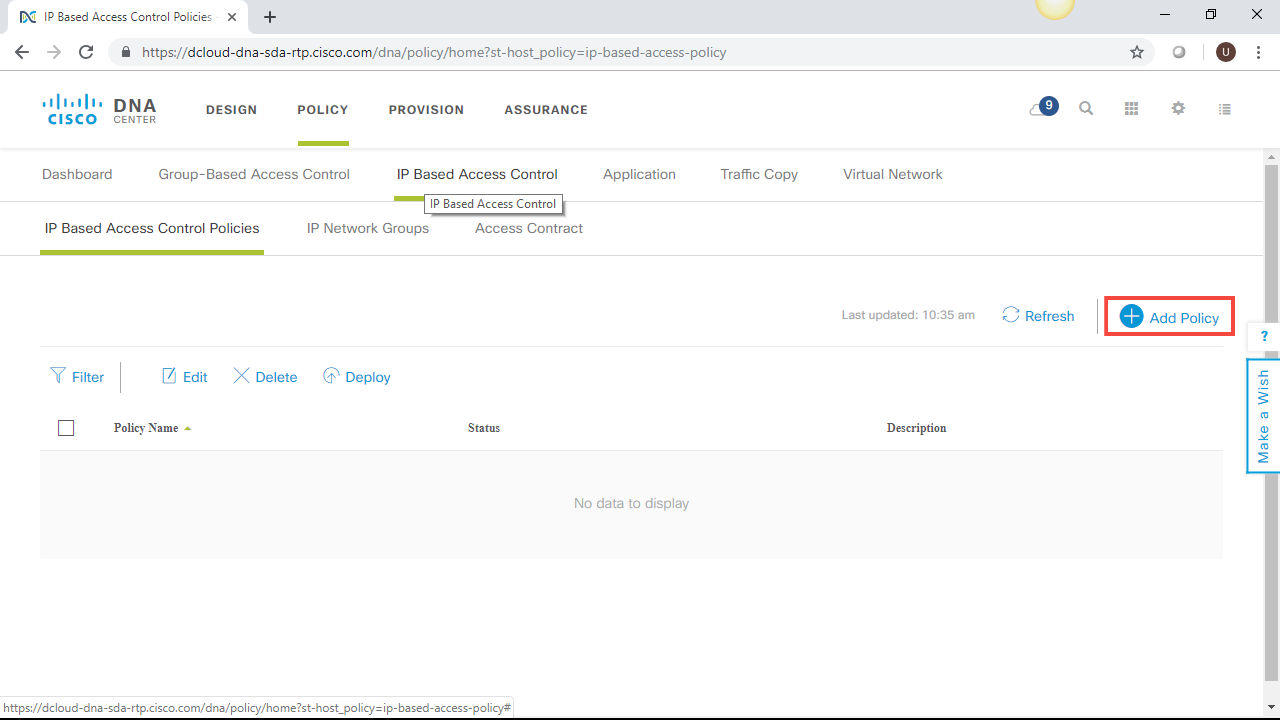 IP Based Access Control Policies
https://dcloud-dna-sda-rtp.cisco.com/dna/policy/home?st-host_policy=ip-based-access-policy
U
CISCO DNA CENTER
DESIGN POLICY PROVISION ASSURANCE
9
Dashboard Group-Based Access Control IP Based Access Control Application Traffic Copy Virtual Network
IP Based Access Control
IP Based Access Control Policies IP Network Groups Access Contract
Last updated: 10:35 am Refresh Add Policy
?
Make a Wish
Filter Edit Delete Deploy
Policy Name Status Description
No data to display
https://dcloud-dna-sda-rtp.cisco.com/dna/policy/home?st-host_policy=ip-based-access-policy#